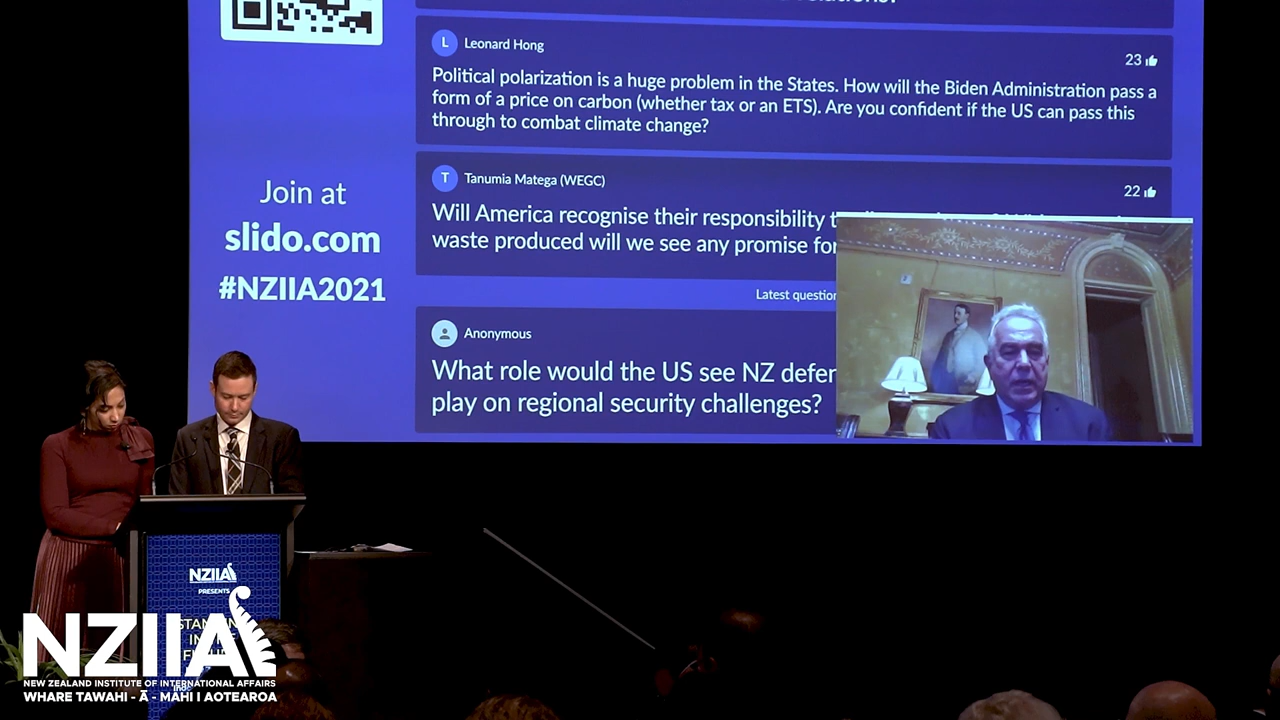 L Leonard Hong
23
Political polarization is a huge problem in the States. How will the Biden Administration pass a
form of a price on carbon (whether tax or an ETS). Are you confident if the US can pass this
through to combat climate change?
T Tanumia Matega (WEGC)
22
Will America recognise their responsibility
waste produced will we see any promise for
Latest
Anonymous
What role would the US see NZ
play on regional security challenges?
Join at
slido.com
#NZIIA2021
NZIIA
PRESENTS
NZIIA
NEW ZEALAND INSTITUTE OF INTERNATIONAL AFFAIRS
WHARE TAWAHI - Ā - MAHI I AOTEAROA